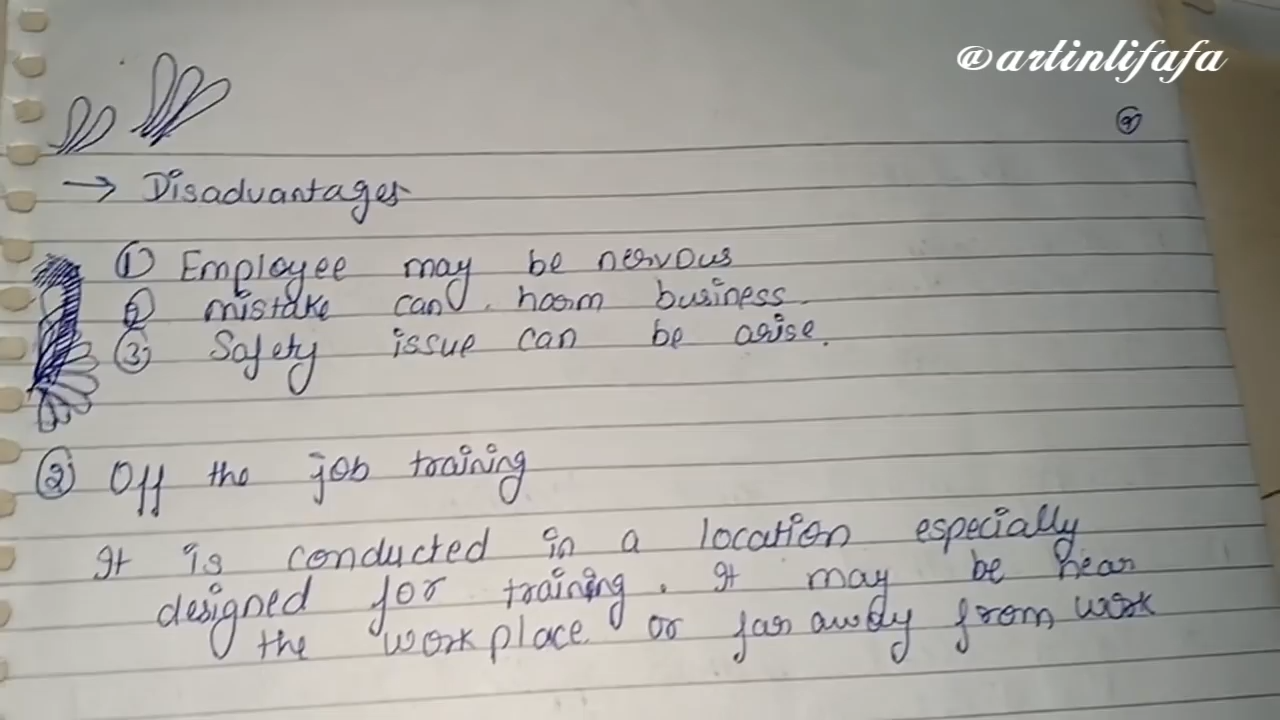 @artinlifafa
→ Disadvantages
① Employee may be nervous
② mistake can harm business.
③ Safety issue can be arise.
② Off the job training
It is conducted in a location especially
designed for training. It may be near
the workplace or far away from work